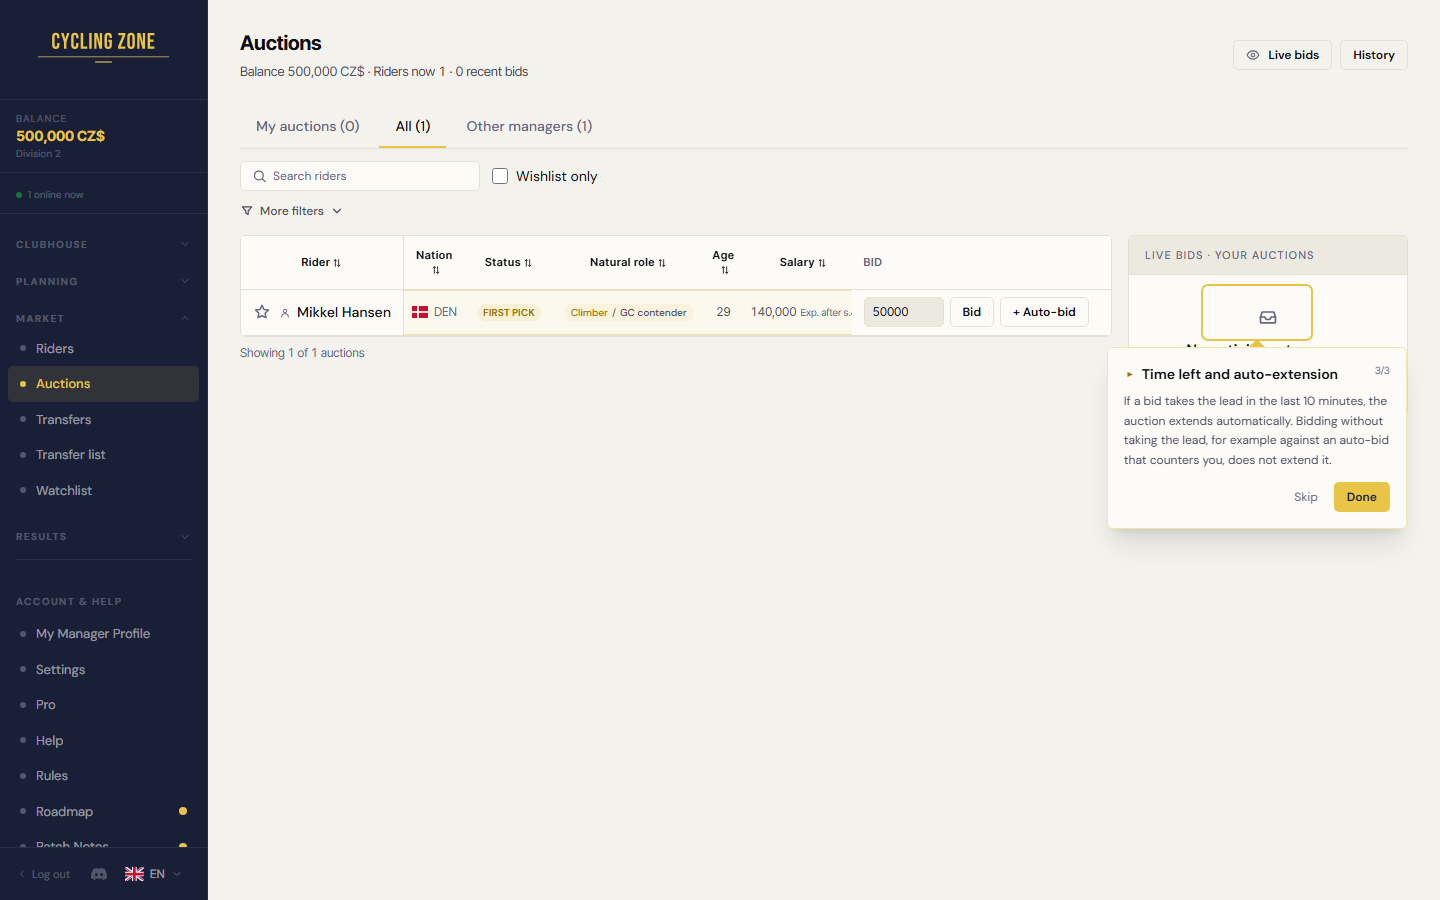 CYCLING ZONE
BALANCE
500,000 CZ$
Division 2
1 online now
CLUBHOUSE
PLANNING
MARKET
Riders
Auctions
Transfers
Transfer list
Watchlist
RESULTS
ACCOUNT & HELP
My Manager Profile
Settings
Pro
Help
Rules
Roadmap
Patch Notes
Log out
EN
Auctions
Balance 500,000 CZ$ · Riders now 1 · 0 recent bids
Live bids
History
My auctions (0)
All (1)
Other managers (1)
Search riders
Wishlist only
More filters
Rider
Nation
Status
Natural role
Age
Salary
BID
Mikkel Hansen
DEN
FIRST PICK
Climber / GC contender
29
140,000 Exp. after s.
50000
Bid
+ Auto-bid
Showing 1 of 1 auctions
LIVE BIDS · YOUR AUCTIONS
Time left and auto-extension
3/3
If a bid takes the lead in the last 10 minutes, the
auction extends automatically. Bidding without
taking the lead, for example against an auto-bid
that counters you, does not extend it.
Skip
Done